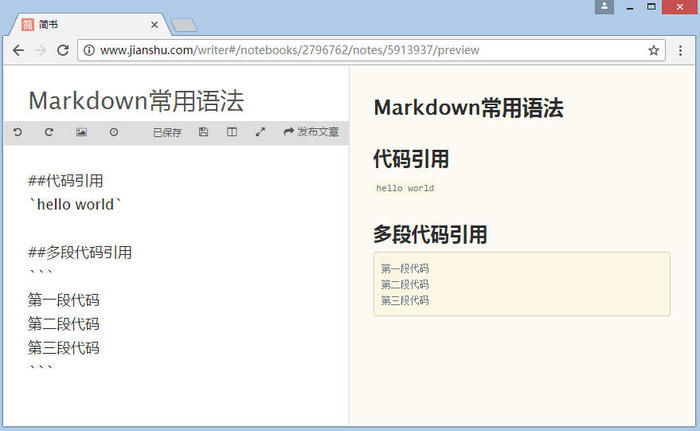 简
简书
www.jianshu.com/writer#/notebooks/2796762/notes/5913937/preview
Markdown常用语法
已保存
发布文章
##代码引用
`hello world`
##多段代码引用
```
第一段代码
第二段代码
第三段代码
```
Markdown常用语法
代码引用
hello world
多段代码引用
第一段代码
第二段代码
第三段代码